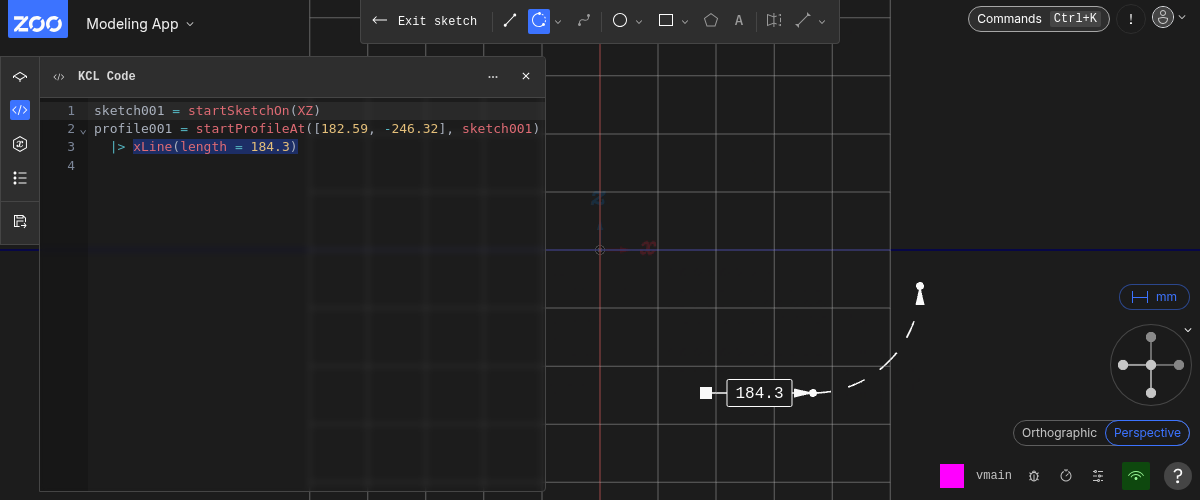 ZOO Modeling App
Exit sketch
A
Commands Ctrl+K
!
KCL Code
1 sketch001 = startSketchOn(XZ)
2 profile001 = startProfileAt([182.59, -246.32], sketch001)
3 |> xLine(length = 184.3)
4
z
x
184.3
mm
Orthographic Perspective
vmain
?